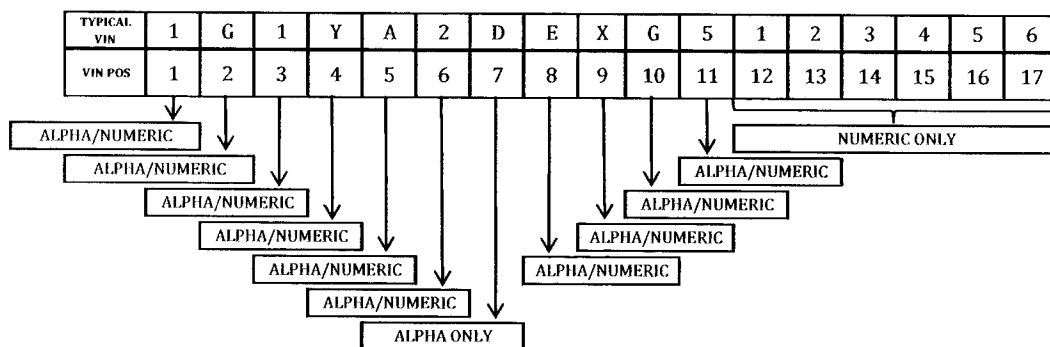 TYPICAL VIN 1 G 1 Y A 2 D E X G 5 1 2 3 4 5 6
VIN POS 1 2 3 4 5 6 7 8 9 10 11 12 13 14 15 16 17
ALPHA/NUMERIC NUMERIC ONLY
ALPHA/NUMERIC ALPHA/NUMERIC
ALPHA/NUMERIC ALPHA/NUMERIC
ALPHA/NUMERIC ALPHA/NUMERIC
ALPHA/NUMERIC ALPHA/NUMERIC
ALPHA/NUMERIC
ALPHA ONLY